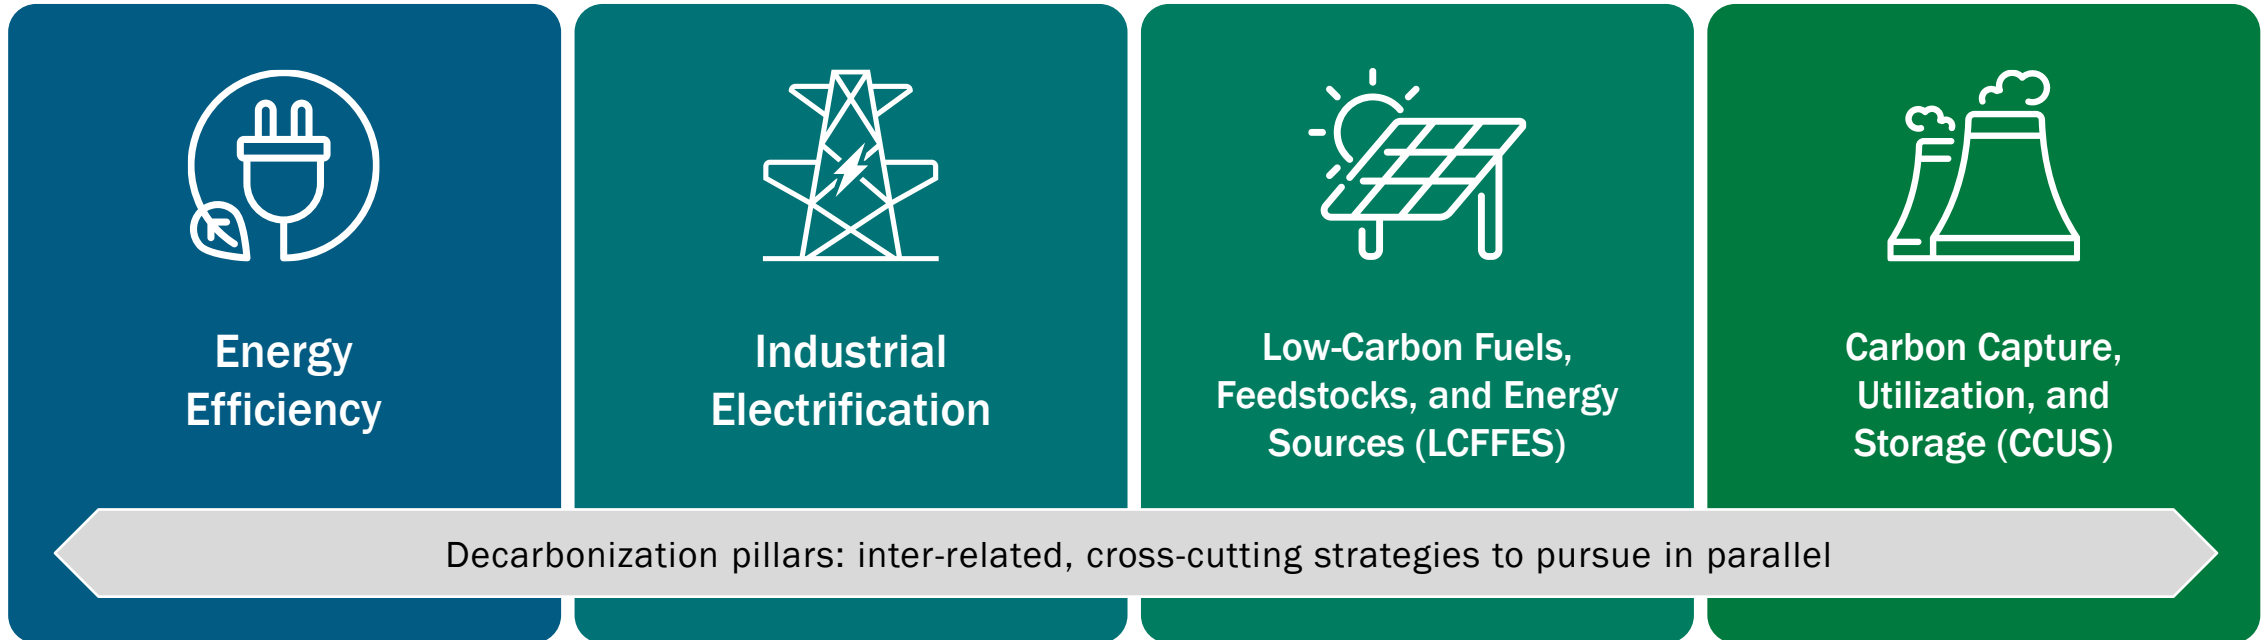 Energy
Efficiency
Industrial
Electrification
Low-Carbon Fuels,
Feedstocks, and Energy
Sources (LCFFES)
Carbon Capture,
Utilization, and
Storage (CCUS)
Decarbonization pillars: inter-related, cross-cutting strategies to pursue in parallel